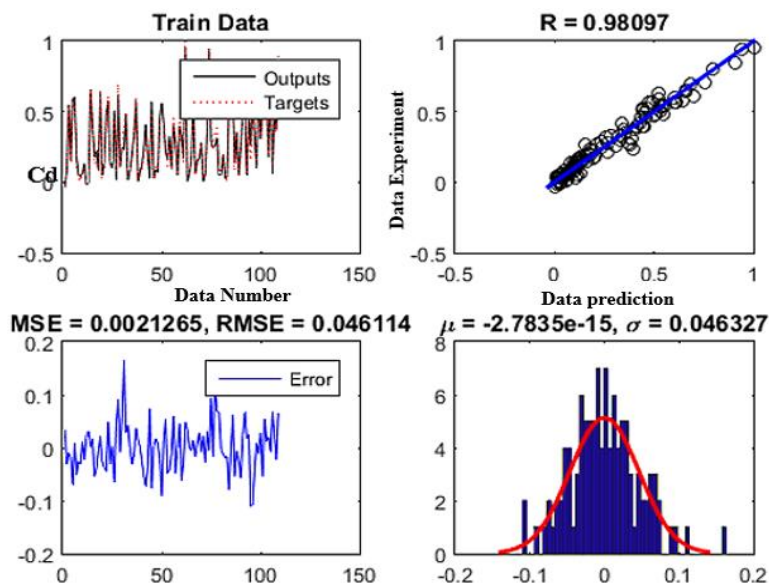 Train Data
1
0.5
Cd 0
-0.5
0 50 100 150
Data Number
Outputs
Targets
R = 0.98097
Data Experiment
1
0.5
0
-0.5
-0.5 0 0.5 1
Data prediction
MSE = 0.0021265, RMSE = 0.046114
0.2
0.1
0
-0.1
-0.2
0 50 100 150
Error
μ = -2.7835e-15, σ = 0.046327
8
6
4
2
0
-0.2 -0.1 0 0.1 0.2